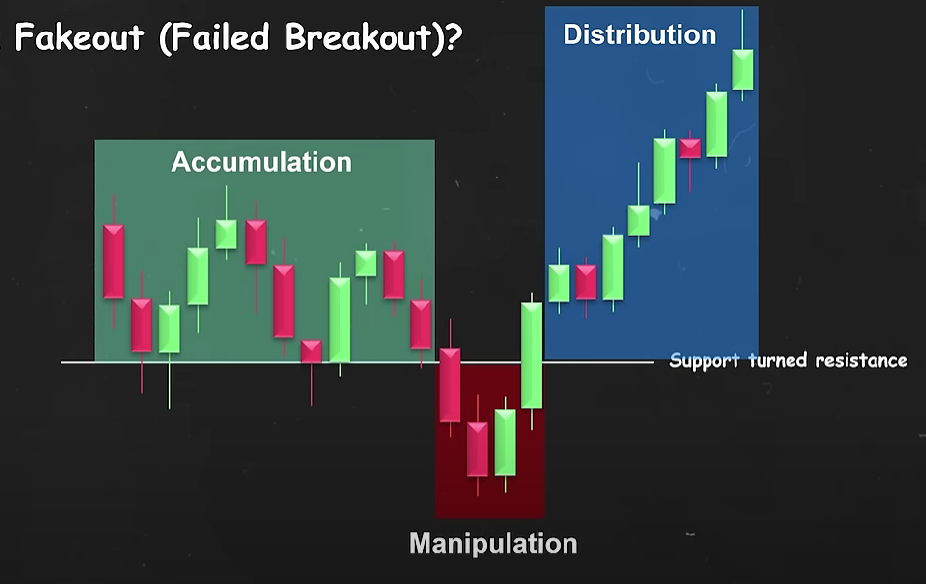 Fakeout (Failed Breakout)?
Distribution
Accumulation
Support turned resistance
Manipulation